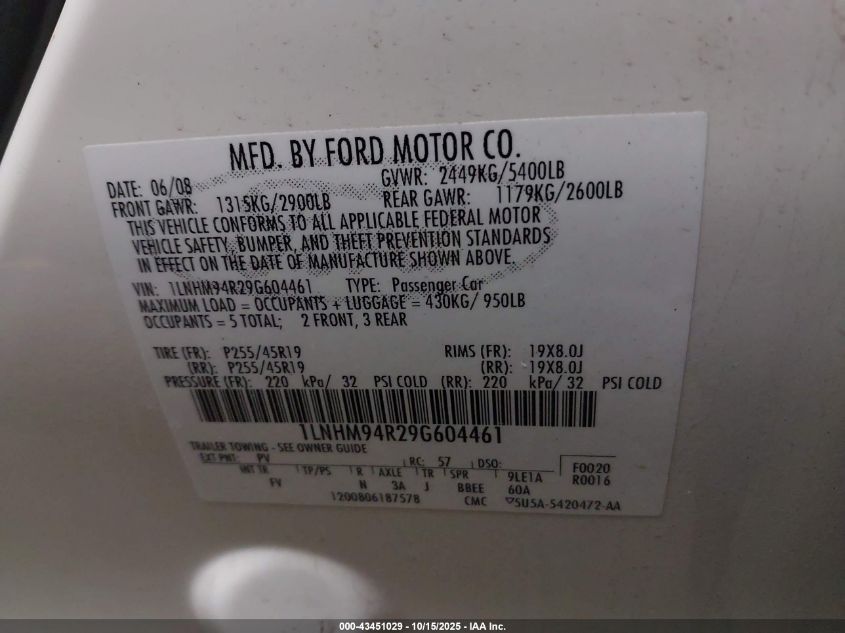 MFD. BY FORD MOTOR CO.
DATE: 06/08 GVWR: 2449KG/5400LB
FRONT GAWR: 1315KG/2900LB REAR GAWR: 1179KG/2600LB
THIS VEHICLE CONFORMS TO ALL APPLICABLE FEDERAL MOTOR
VEHICLE SAFETY, BUMPER, AND THEFT PREVENTION STANDARDS
IN EFFECT ON THE DATE OF MANUFACTURE SHOWN ABOVE.
VIN: 1LNHM94R29G604461 TYPE: Passenger Car
MAXIMUM LOAD = OCCUPANTS + LUGGAGE = 430KG/ 950LB
OCCUPANTS = 5 TOTAL; 2 FRONT, 3 REAR
TIRE (FR): P255/45R19 RIMS (FR): 19X8.0J
(RR): P255/45R19 (RR): 19X8.0J
PRESSURE (FR): 220 kPa/ 32 PSI COLD (RR): 220 kPa/ 32 PSI COLD
1LNHM94R29G604461
TRAILER TOWING - SEE OWNER GUIDE
EXT PNT: PV RC: 57 DSO: F0020
INT TR TP/PS R AXLE TR SPR 9LE1A R0016
FV N 3A J BBEE 60A
12008061875 78 CMC 5U5A-5420472-AA
000-43451029 - 10/15/2025 - IAA Inc.